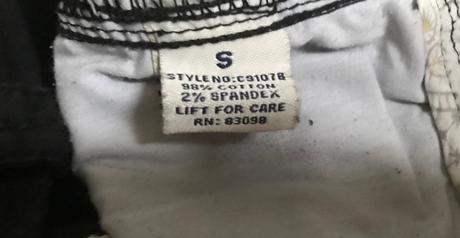 S
STYLE NO: C9107B
98% COTTON
2% SPANDEX
LIFT FOR CARE
RN: 83098